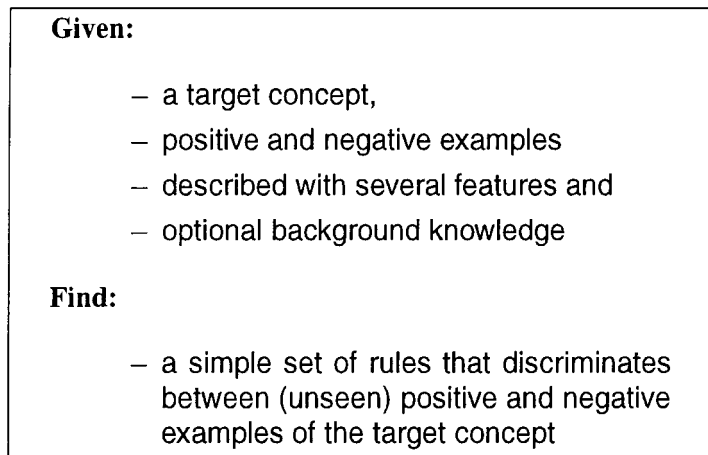 Given:
– a target concept,
– positive and negative examples
– described with several features and
– optional background knowledge
Find:
– a simple set of rules that discriminates
between (unseen) positive and negative
examples of the target concept